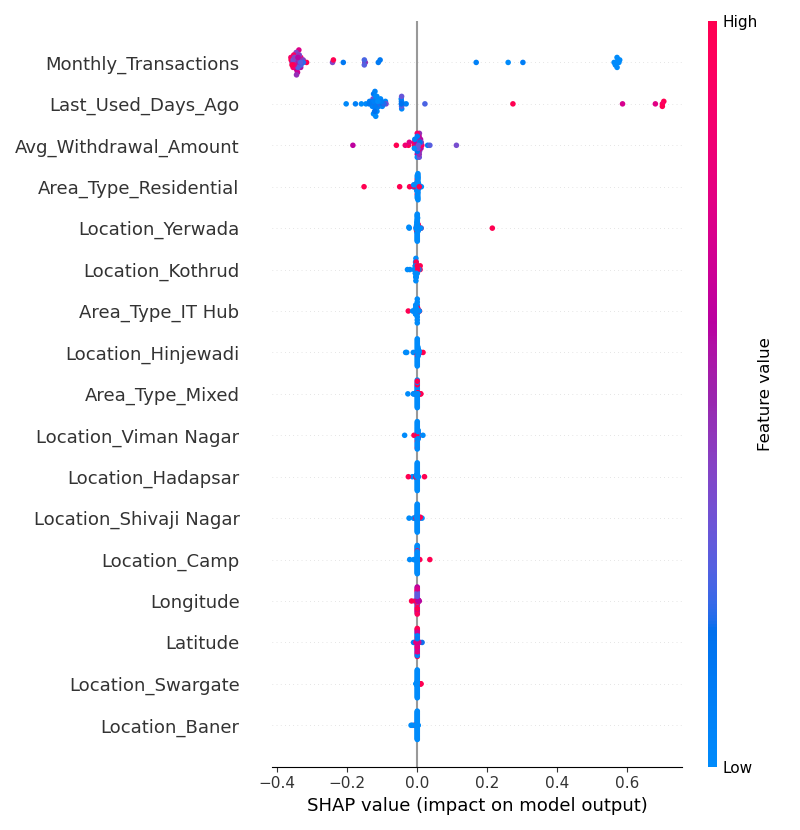 High
Monthly_Transactions
Last_Used_Days_Ago
Avg_Withdrawal_Amount
Area_Type_Residential
Location_Yerwada
Location_Kothrud
Area_Type_IT Hub
Location_Hinjewadi
Area_Type_Mixed
Location_Viman Nagar
Location_Hadapsar
Location_Shivaji Nagar
Location_Camp
Longitude
Latitude
Location_Swargate
Location_Baner
Feature value
Low
−0.4 −0.2 0.0 0.2 0.4 0.6
SHAP value (impact on model output)